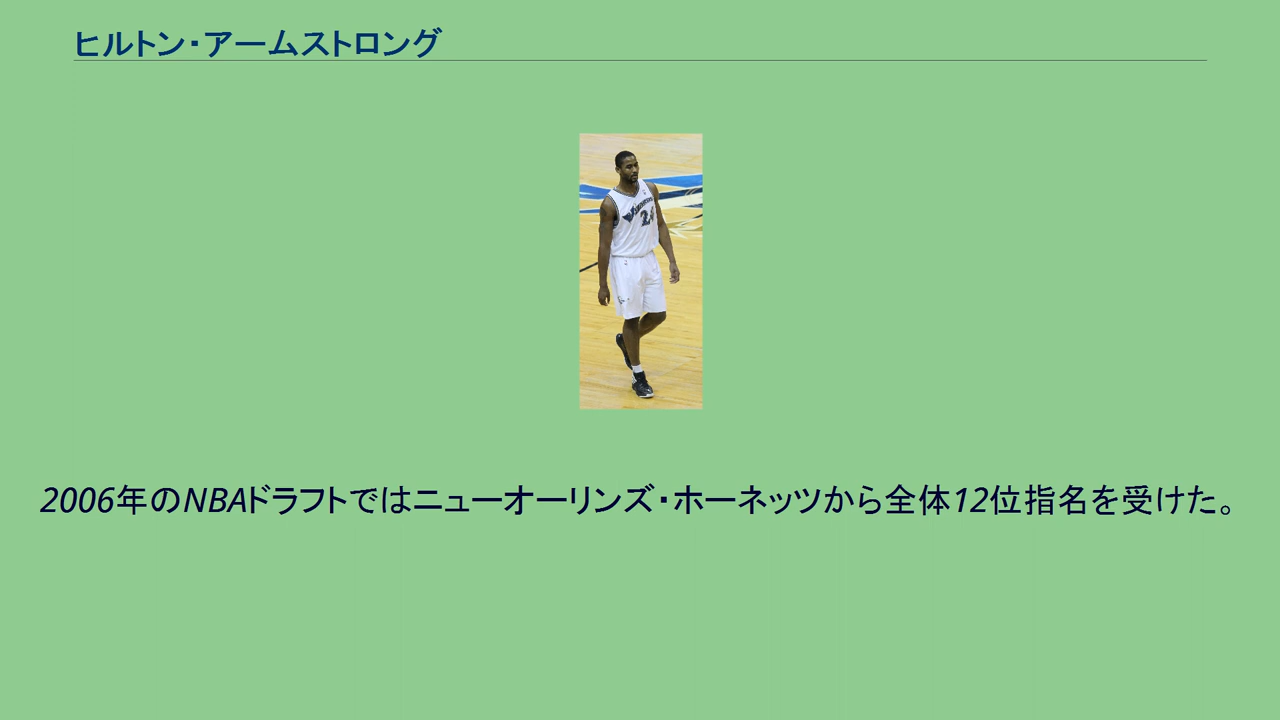 ヒルトン・アームストロング
2006年のNBAドラフトではニューオーリンズ・ホーネッツから全体12位指名を受けた。